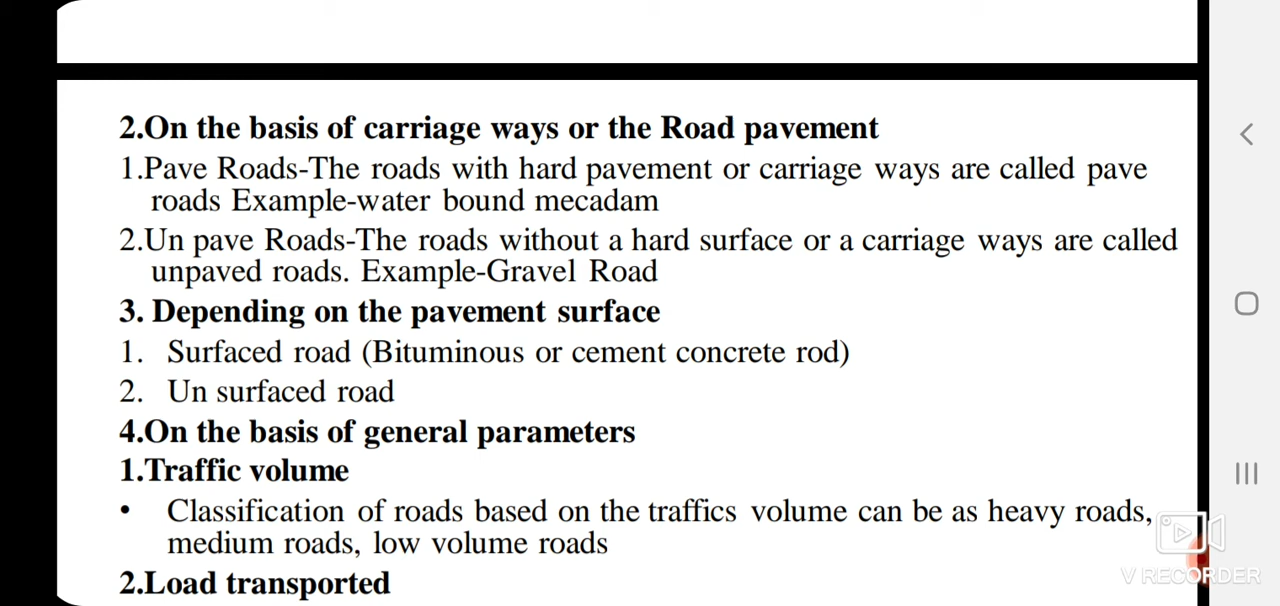 2.On the basis of carriage ways or the Road pavement
1.Pave Roads-The roads with hard pavement or carriage ways are called pave
roads Example-water bound mecadam
2.Un pave Roads-The roads without a hard surface or a carriage ways are called
unpaved roads. Example-Gravel Road
3. Depending on the pavement surface
1. Surfaced road (Bituminous or cement concrete rod)
2. Un surfaced road
4.On the basis of general parameters
1.Traffic volume
• Classification of roads based on the traffics volume can be as heavy roads,
medium roads, low volume roads
2.Load transported
V RECORDER